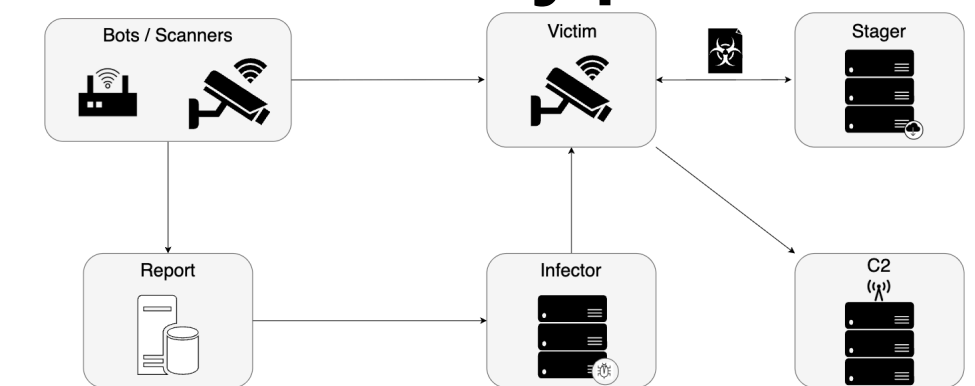 Bots / Scanners
Victim
Stager
Report
Infector
C2